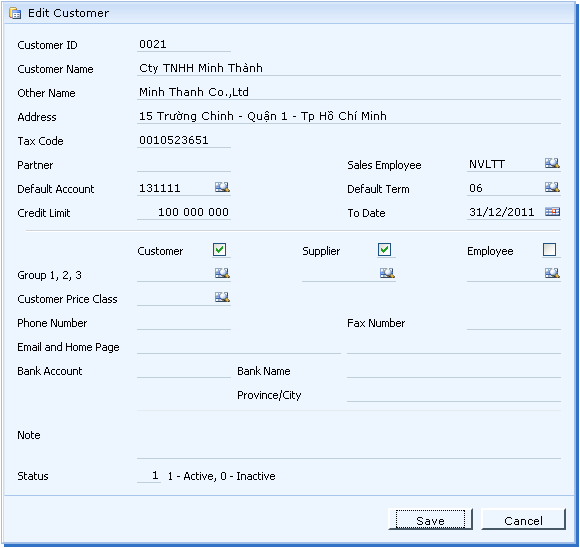 Edit Customer
Customer ID 0021
Customer Name Cty TNHH Minh Thành
Other Name Minh Thanh Co.,Ltd
Address 15 Trường Chinh - Quận 1 - Tp Hồ Chí Minh
Tax Code 0010523651
Partner Sales Employee NVLTT
Default Account 131111 Default Term 06
Credit Limit 100 000 000 To Date 31/12/2011
Customer Supplier Employee
Group 1, 2, 3
Customer Price Class
Phone Number Fax Number
Email and Home Page
Bank Account Bank Name
Province/City
Note
Status 1 1 - Active, 0 - Inactive
Save Cancel